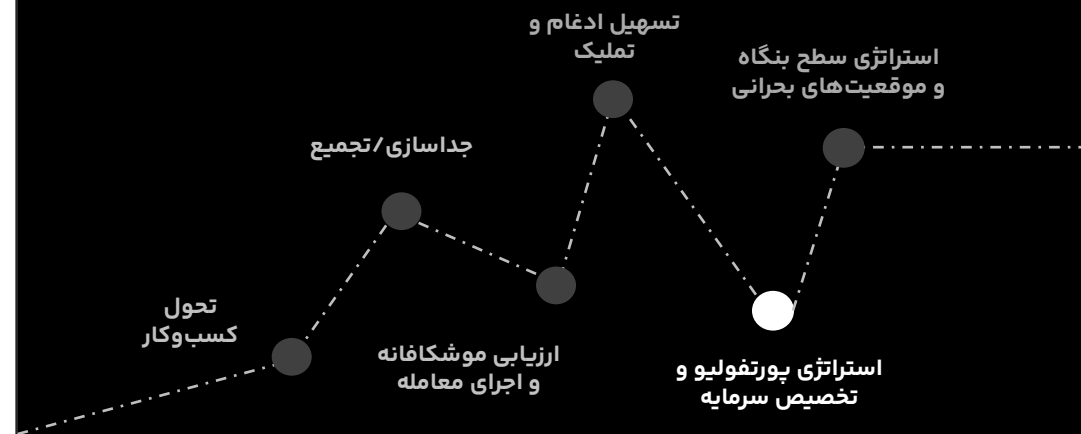 تسهیل ادغام و
تملیک
استراتژی سطح بنگاه
و موقعیت‌های بحرانی
جداسازی/تجمیع
تحول
کسب‌وکار
ارزیابی موشکافانه
و اجرای معامله
استراتژی پورتفولیو و
تخصیص سرمایه